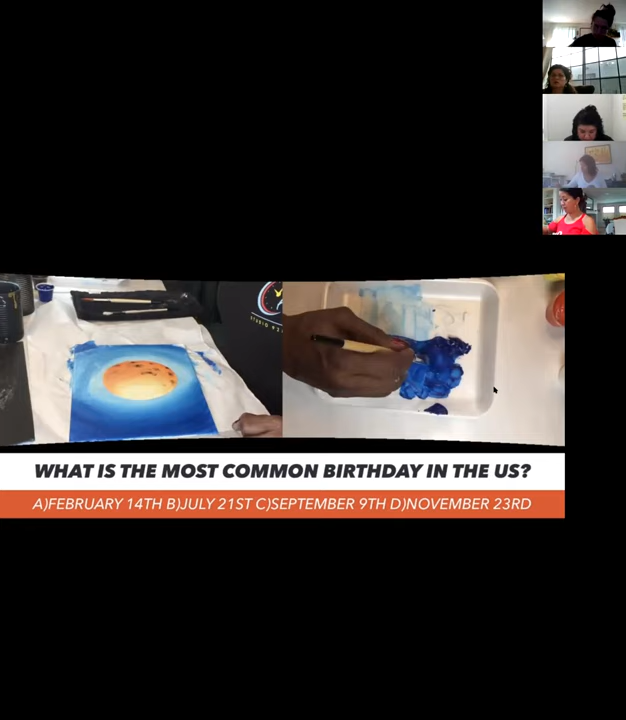 WHAT IS THE MOST COMMON BIRTHDAY IN THE US?
A)FEBRUARY 14TH B)JULY 21ST C)SEPTEMBER 9TH D)NOVEMBER 23RD